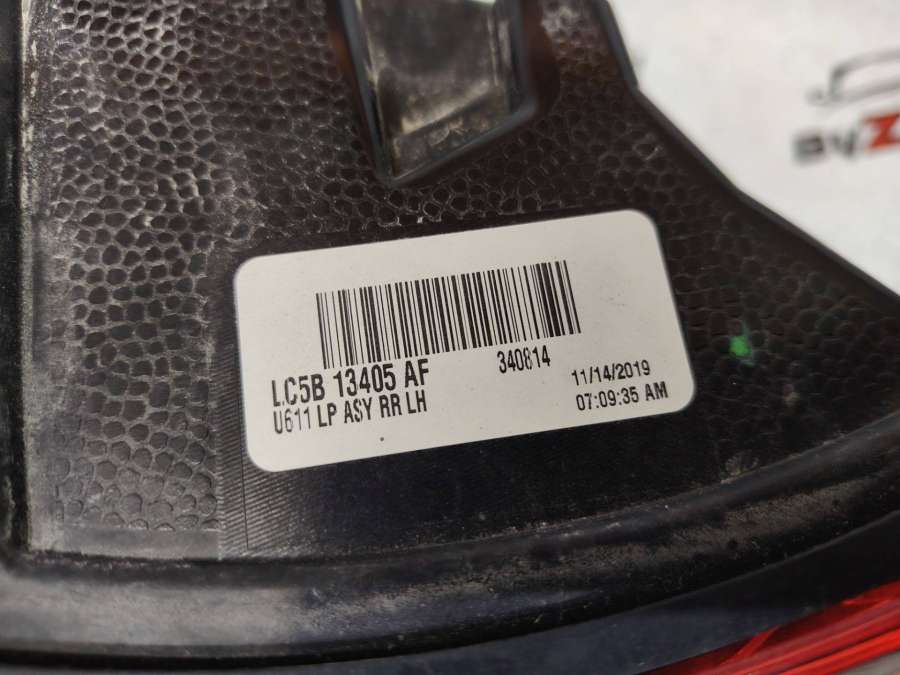 LC5B 13405 AF
340814
U611 LP ASY RR LH
11/14/2019
07:09:35 AM